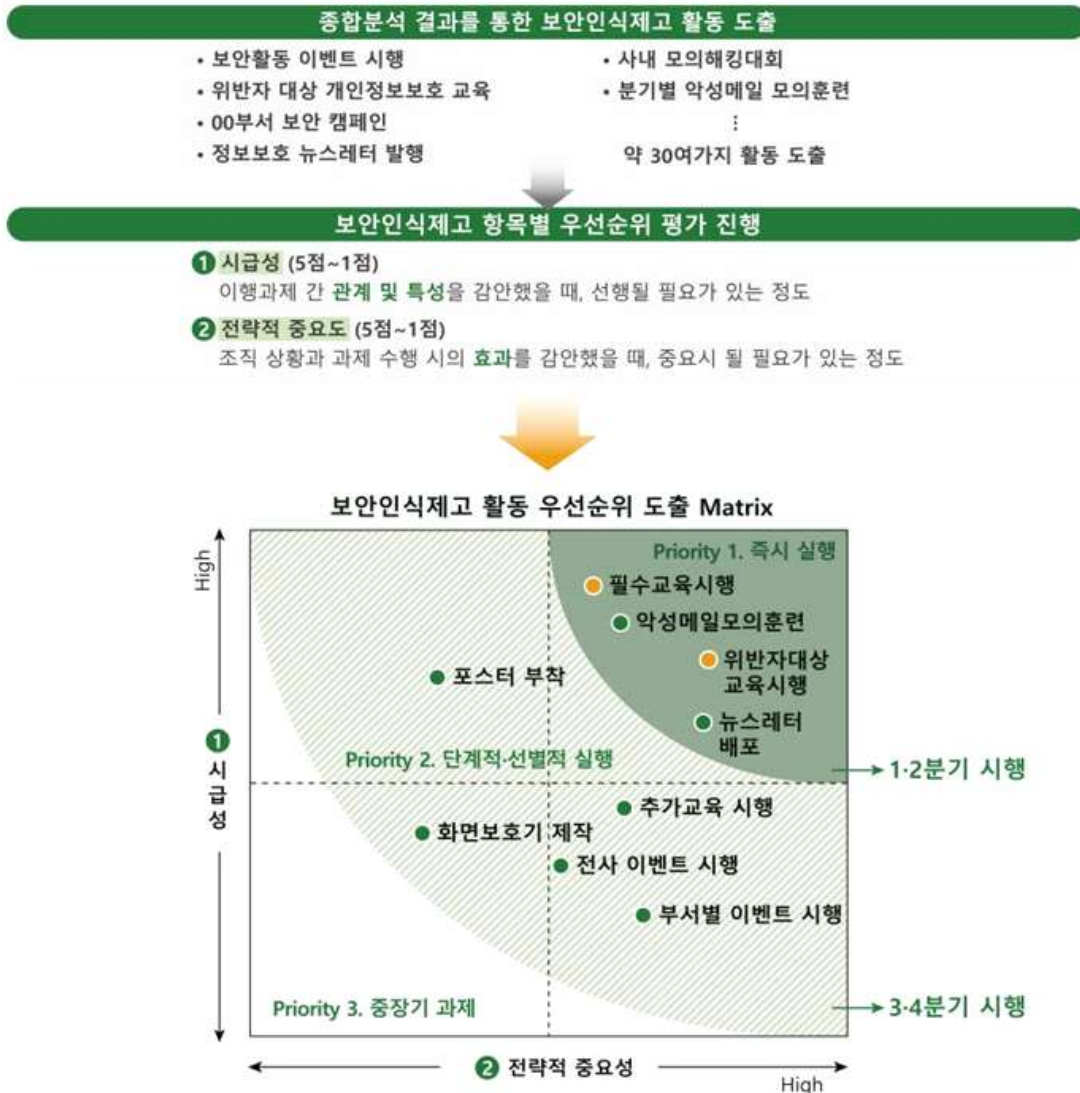 종합분석 결과를 통한 보안인식제고 활동 도출
• 보안활동 이벤트 시행
• 위반자 대상 개인정보보호 교육
• 00부서 보안 캠페인
• 정보보호 뉴스레터 발행
• 사내 모의해킹대회
• 분기별 악성메일 모의훈련
⋮
약 30여가지 활동 도출
보안인식제고 항목별 우선순위 평가 진행
1 시급성 (5점~1점)
이행과제 간 관계 및 특성을 감안했을 때, 선행될 필요가 있는 정도
2 전략적 중요도 (5점~1점)
조직 상황과 과제 수행 시의 효과를 감안했을 때, 중요시 될 필요가 있는 정도
보안인식제고 활동 우선순위 도출 Matrix
High
Priority 1. 즉시 실행
필수교육시행
악성메일모의훈련
위반자대상
교육시행
포스터 부착
뉴스레터
배포
Priority 2. 단계적·선별적 실행
1·2분기 시행
1
시
급
성
추가교육 시행
화면보호기 제작
전사 이벤트 시행
부서별 이벤트 시행
Priority 3. 중장기 과제
3·4분기 시행
2 전략적 중요성
High